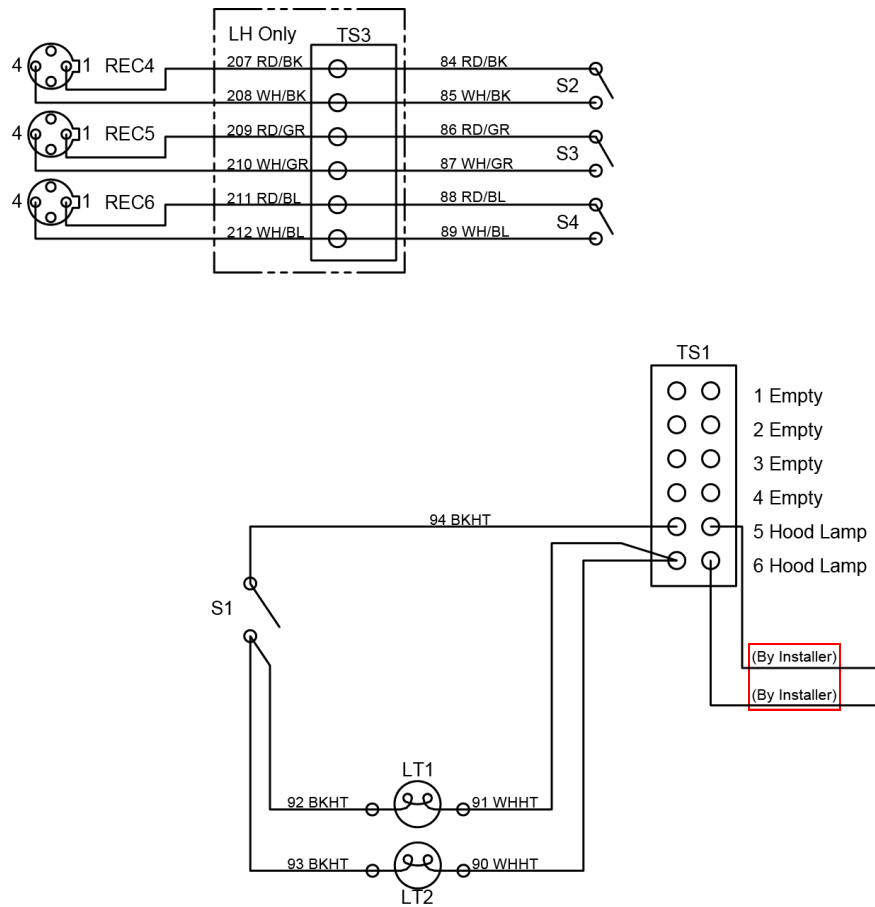 LH Only
TS3
4
1 REC4
207 RD/BK
84 RD/BK
S2
208 WH/BK
85 WH/BK
4
1 REC5
209 RD/GR
86 RD/GR
S3
210 WH/GR
87 WH/GR
4
1 REC6
211 RD/BL
88 RD/BL
S4
212 WH/BL
89 WH/BL
TS1
1 Empty
2 Empty
3 Empty
4 Empty
94 BKHT
5 Hood Lamp
6 Hood Lamp
S1
(By Installer)
(By Installer)
LT1
92 BKHT
91 WHHT
93 BKHT
90 WHHT
LT2